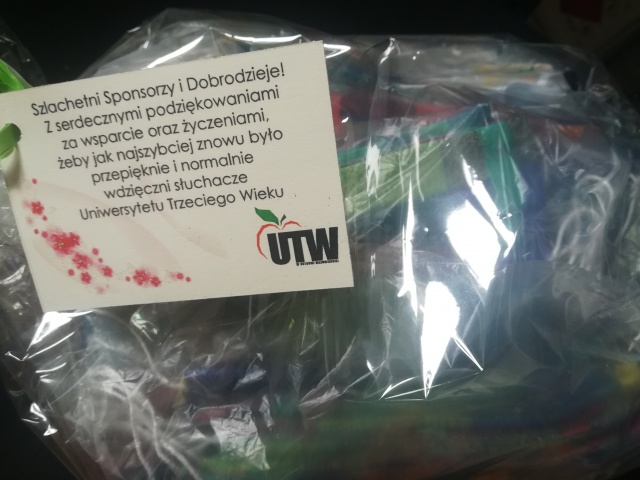 Szlachetni Sponsorzy i Dobrodzieje!
Z serdecznymi podziękowaniami
za wsparcie oraz życzeniami,
żeby jak najszybciej znowu było
przepięknie i normalnie
wdzięczni słuchacze
Uniwersytetu Trzeciego Wieku
UTW